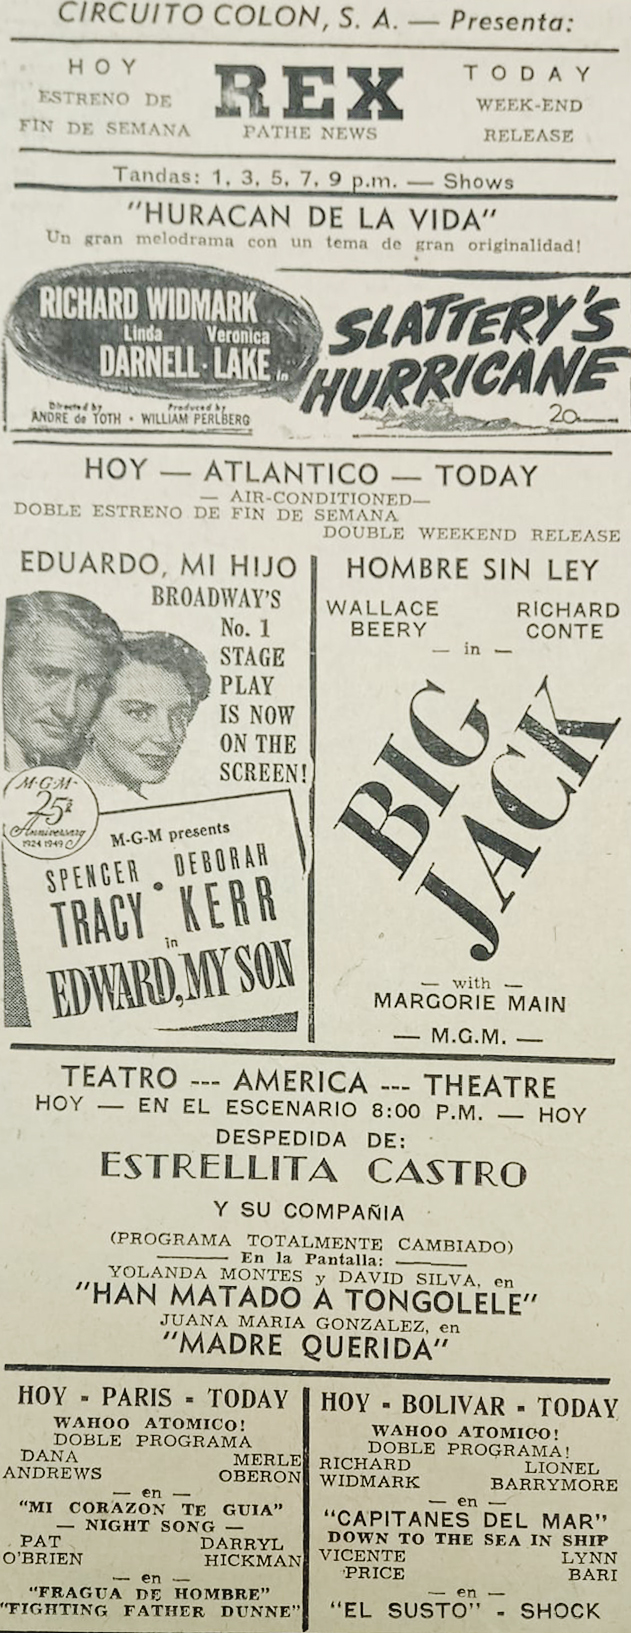 CIRCUITO COLON, S. A. — Presenta:
HOY
ESTRENO DE
FIN DE SEMANA
REX
PATHE NEWS
TODAY
WEEK-END
RELEASE
Tandas: 1, 3, 5, 7, 9 p.m. — Shows
"HURACAN DE LA VIDA"
Un gran melodrama con un tema de gran originalidad!
RICHARD WIDMARK
Linda Veronica
DARNELL · LAKE in
Directed by Produced by
ANDRE de TOTH • WILLIAM PERLBERG
SLATTERY'S
HURRICANE
20
HOY — ATLANTICO — TODAY
— AIR-CONDITIONED—
DOBLE ESTRENO DE FIN DE SEMANA
DOUBLE WEEKEND RELEASE
EDUARDO, MI HIJO
BROADWAY'S
No. 1
STAGE
PLAY
IS NOW
ON THE
SCREEN!
M-G-M
25th
Anniversary
1924 1949
M-G-M presents
SPENCER • DEBORAH
TRACY KERR
in
EDWARD, MY SON
HOMBRE SIN LEY
WALLACE RICHARD
BEERY CONTE
— in —
BIG
JACK
— with —
MARGORIE MAIN
— M.G.M. —
TEATRO --- AMERICA --- THEATRE
HOY — EN EL ESCENARIO 8:00 P.M. — HOY
DESPEDIDA DE:
ESTRELLITA CASTRO
Y SU COMPAÑIA
(PROGRAMA TOTALMENTE CAMBIADO)
En la Pantalla:
YOLANDA MONTES y DAVID SILVA, en
"HAN MATADO A TONGOLELE"
JUANA MARIA GONZALEZ, en
"MADRE QUERIDA"
HOY - PARIS - TODAY
WAHOO ATOMICO!
DOBLE PROGRAMA
DANA MERLE
ANDREWS OBERON
— en —
"MI CORAZON TE GUIA"
— NIGHT SONG —
PAT DARRYL
O'BRIEN HICKMAN
— en —
"FRAGUA DE HOMBRE"
"FIGHTING FATHER DUNNE"
HOY - BOLIVAR - TODAY
WAHOO ATOMICO!
DOBLE PROGRAMA!
RICHARD LIONEL
WIDMARK BARRYMORE
— en —
"CAPITANES DEL MAR"
DOWN TO THE SEA IN SHIP
VICENTE LYNN
PRICE BARI
— en —
"EL SUSTO" - SHOCK